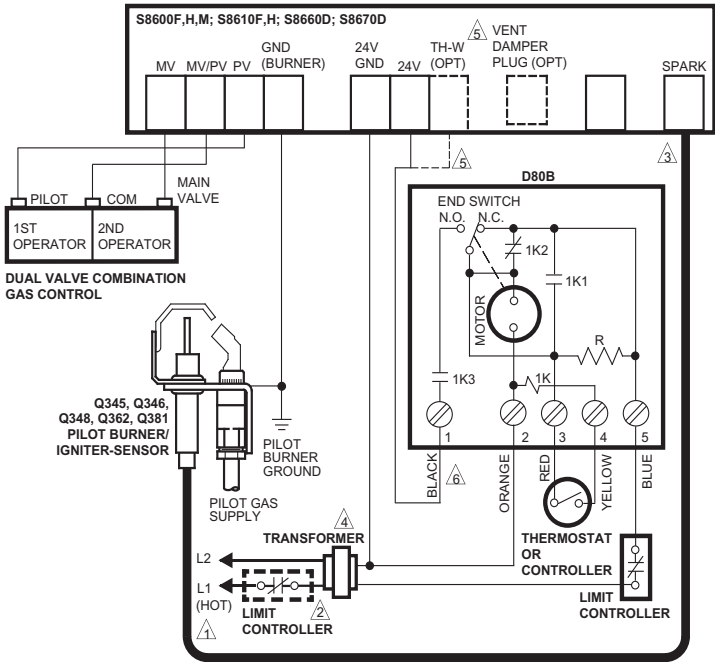 S8600F,H,M; S8610F,H; S8660D; S8670D
MV
MV/PV
PV
GND
(BURNER)
24V
GND
24V
TH-W
(OPT)
5
VENT
DAMPER
PLUG (OPT)
SPARK
3
5
PILOT
COM
MAIN
VALVE
1ST
OPERATOR
2ND
OPERATOR
DUAL VALVE COMBINATION
GAS CONTROL
D80B
END SWITCH
N.O.
N.C.
1K2
1K1
MOTOR
R
1K3
1K
1
2
3
4
5
BLACK
6
ORANGE
RED
YELLOW
BLUE
Q345, Q346,
Q348, Q362, Q381
PILOT BURNER/
IGNITER-SENSOR
PILOT
BURNER
GROUND
PILOT GAS
SUPPLY
4
TRANSFORMER
THERMOSTAT
OR
CONTROLLER
L2
L1
(HOT)
1
LIMIT
CONTROLLER
2
LIMIT
CONTROLLER